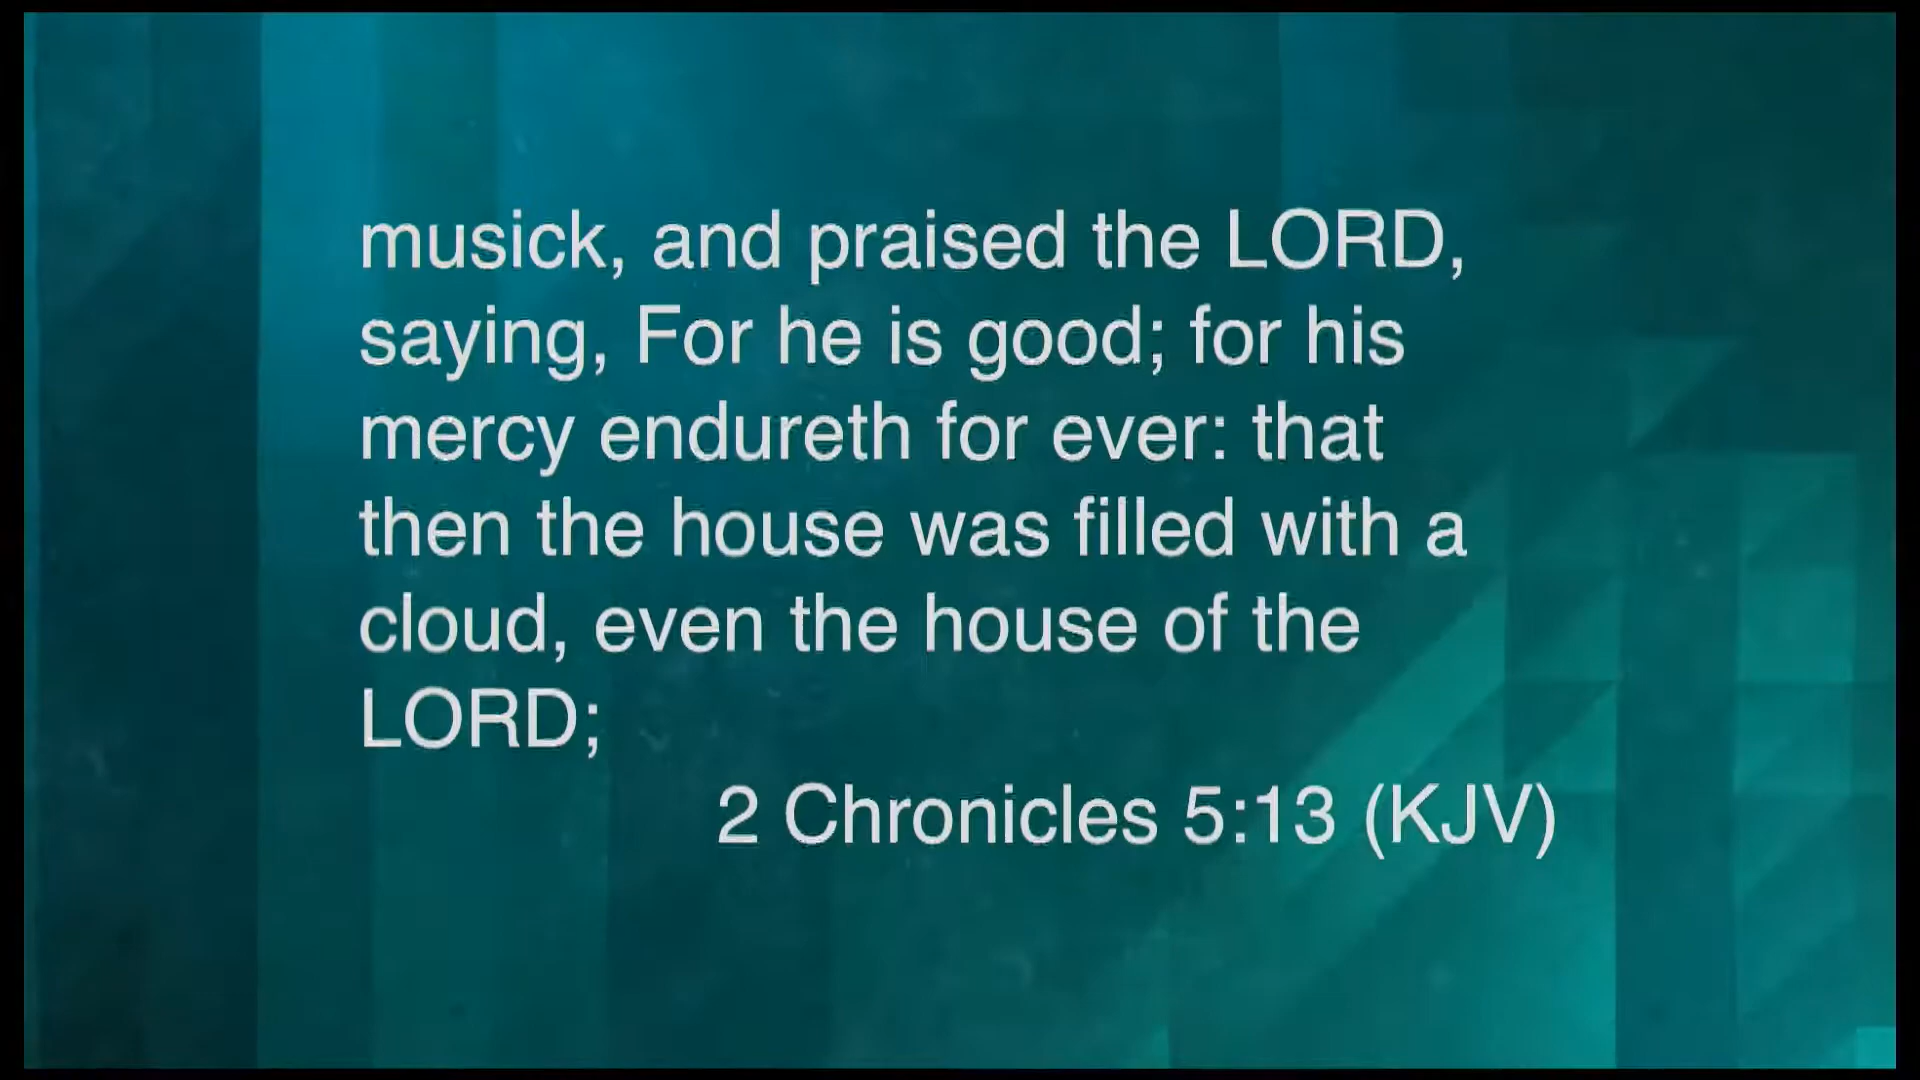 musick, and praised the LORD,
saying, For he is good; for his
mercy endureth for ever: that
then the house was filled with a
cloud, even the house of the
LORD;
2 Chronicles 5:13 (KJV)